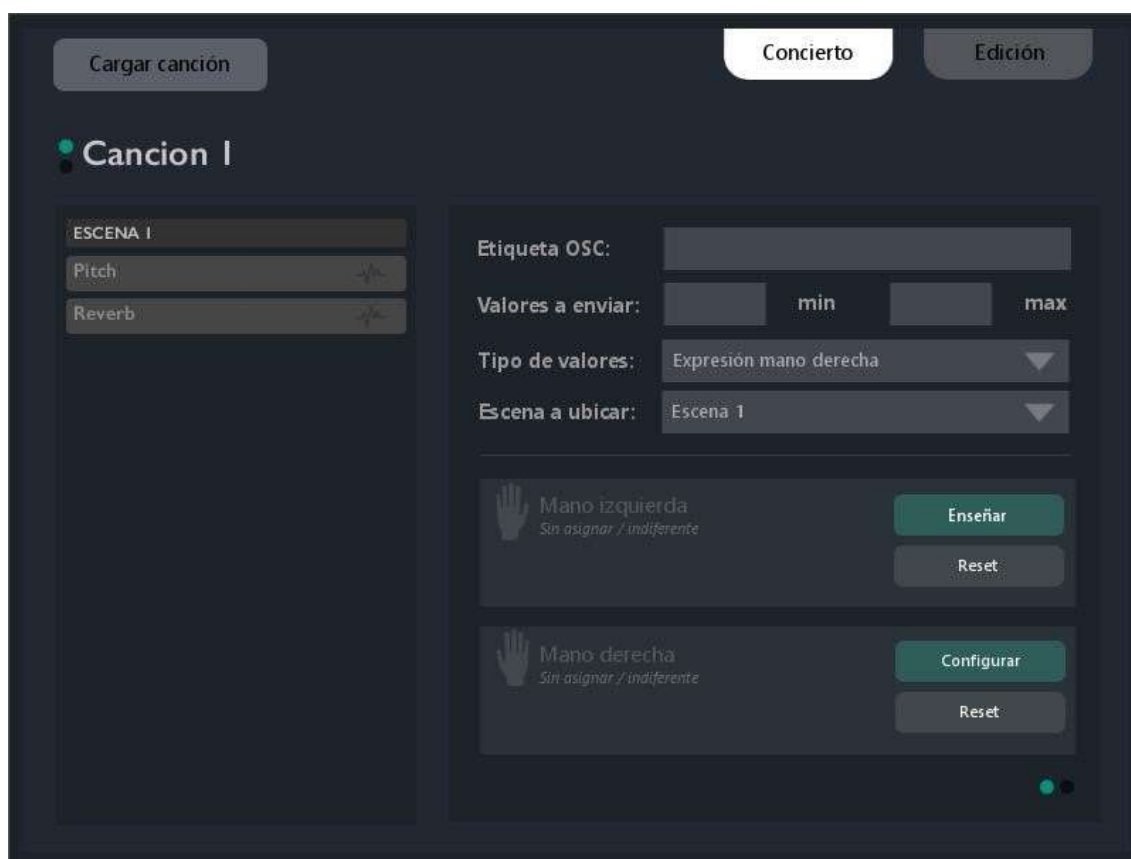 Cargar canción
Concierto
Edición
Cancion I
ESCENA I
Pitch
Reverb
Etiqueta OSC:
Valores a enviar: min max
Tipo de valores: Expresión mano derecha
Escena a ubicar: Escena 1
Mano izquierda
Sin asignar / indiferente
Enseñar
Reset
Mano derecha
Sin asignar / indiferente
Configurar
Reset